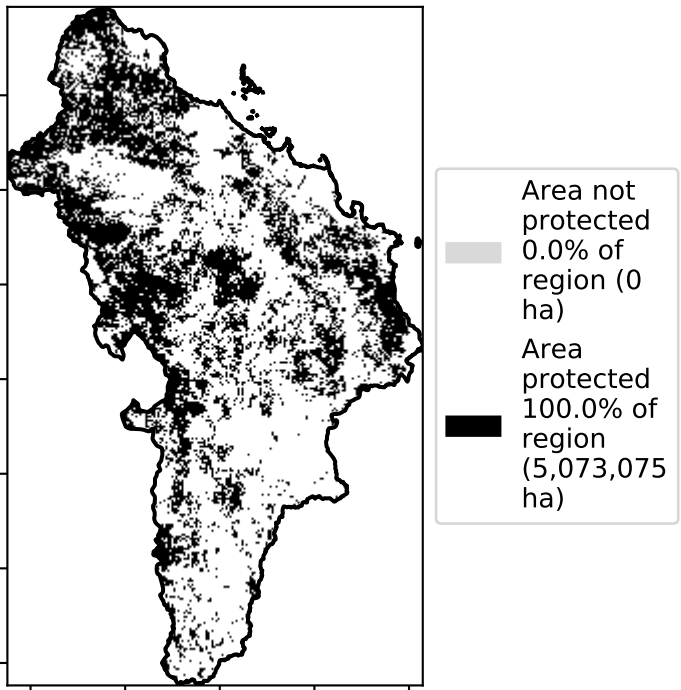 Area not
protected
0.0% of
region (0
ha)
Area
protected
100.0% of
region
(5,073,075
ha)